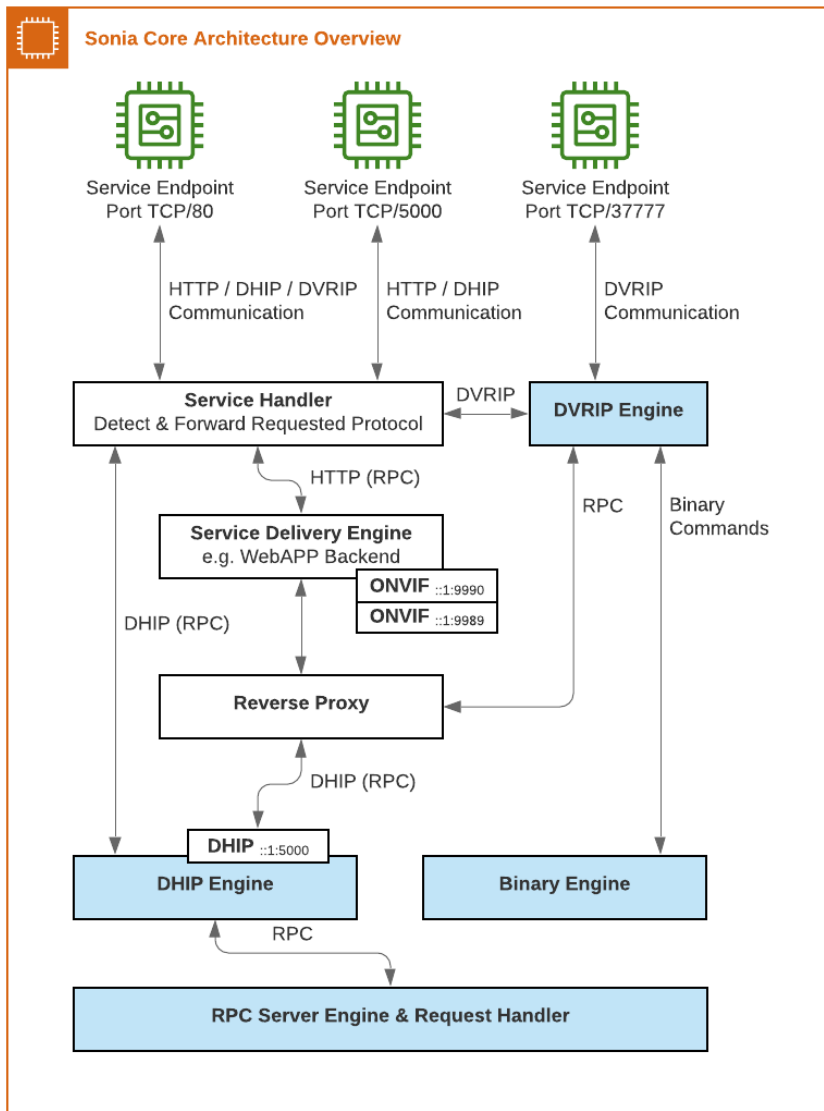 Sonia Core Architecture Overview
Service Endpoint
Port TCP/80
Service Endpoint
Port TCP/5000
Service Endpoint
Port TCP/37777
HTTP / DHIP / DVRIP
Communication
HTTP / DHIP
Communication
DVRIP
Communication
Service Handler
Detect & Forward Requested Protocol
DVRIP
DVRIP Engine
HTTP (RPC)
RPC
Binary
Commands
Service Delivery Engine
e.g. WebAPP Backend
ONVIF ::1:9990
ONVIF ::1:9989
DHIP (RPC)
Reverse Proxy
DHIP (RPC)
DHIP ::1:5000
DHIP Engine
Binary Engine
RPC
RPC Server Engine & Request Handler